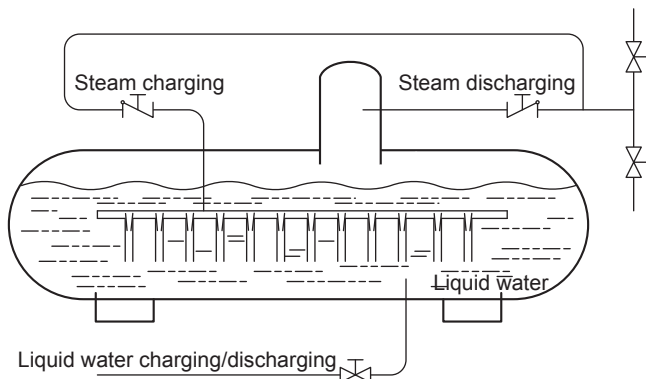 Steam charging
Steam discharging
Liquid water
Liquid water charging/discharging